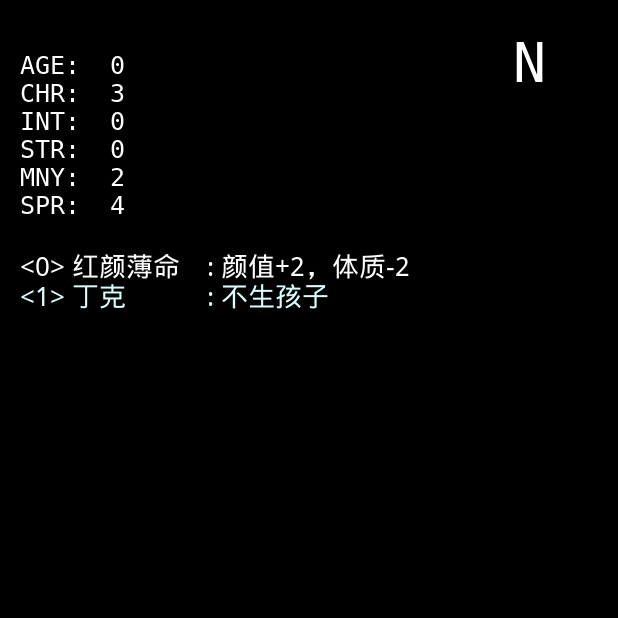 N
AGE: 0
CHR: 3
INT: 0
STR: 0
MNY: 2
SPR: 4
<0> 红颜薄命 : 颜值+2，体质-2
<1> 丁克 : 不生孩子